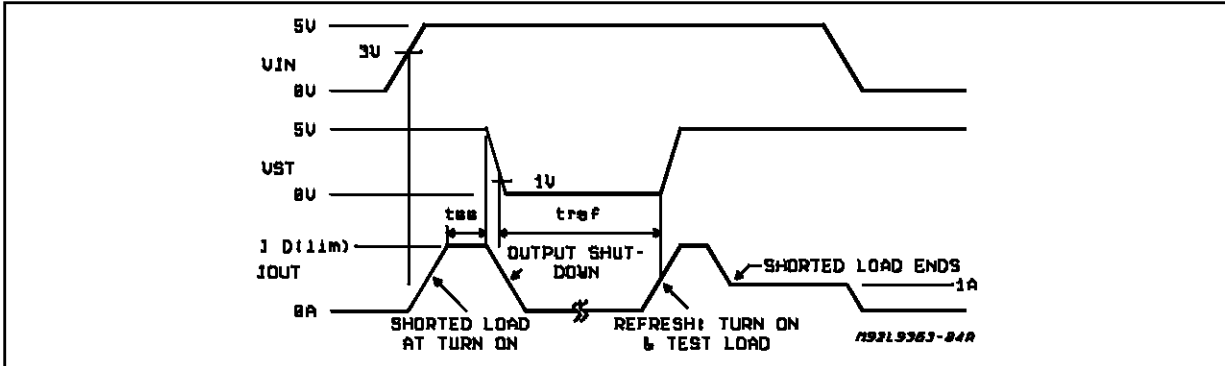 5V
3V
VIN
0V
5V
VST
1V
0V
tss
tref
I D(lim)
OUTPUT SHUT-
DOWN
SHORTED LOAD ENDS
IOUT
1A
0A
SHORTED LOAD
AT TURN ON
REFRESH: TURN ON
& TEST LOAD
M92L9363-04A